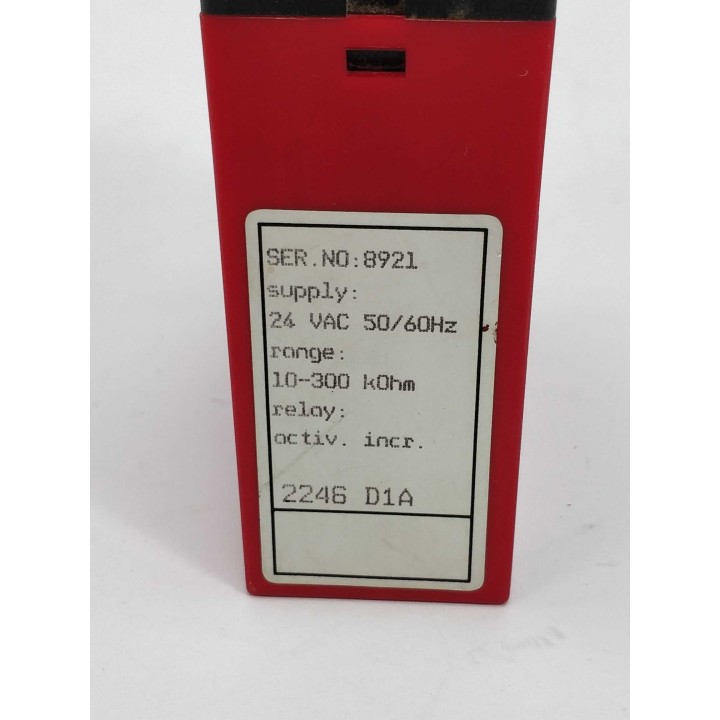 SER.NO:8921
supply:
24 VAC 50/60Hz
range:
10-300 kOhm
relay:
activ. incr.
2246 D1A